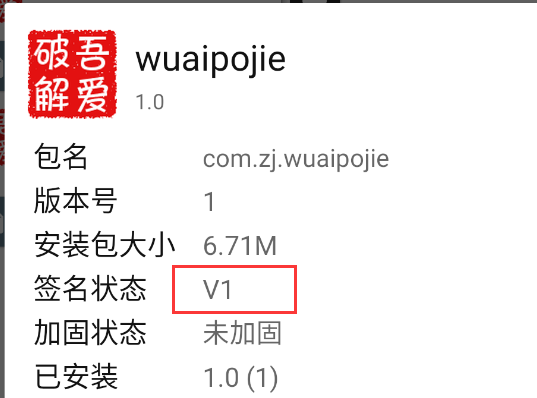 破吾
解爱
wuaipojie
1.0
包名 com.zj.wuaipojie
版本号 1
安装包大小 6.71M
签名状态 V1
加固状态 未加固
已安装 1.0 (1)